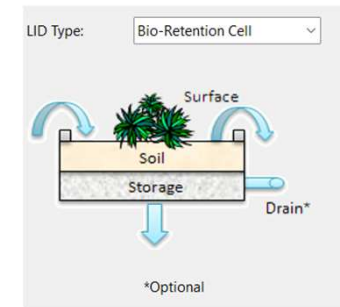 LID Type: Bio-Retention Cell
Surface
Soil
Storage
Drain*
*Optional